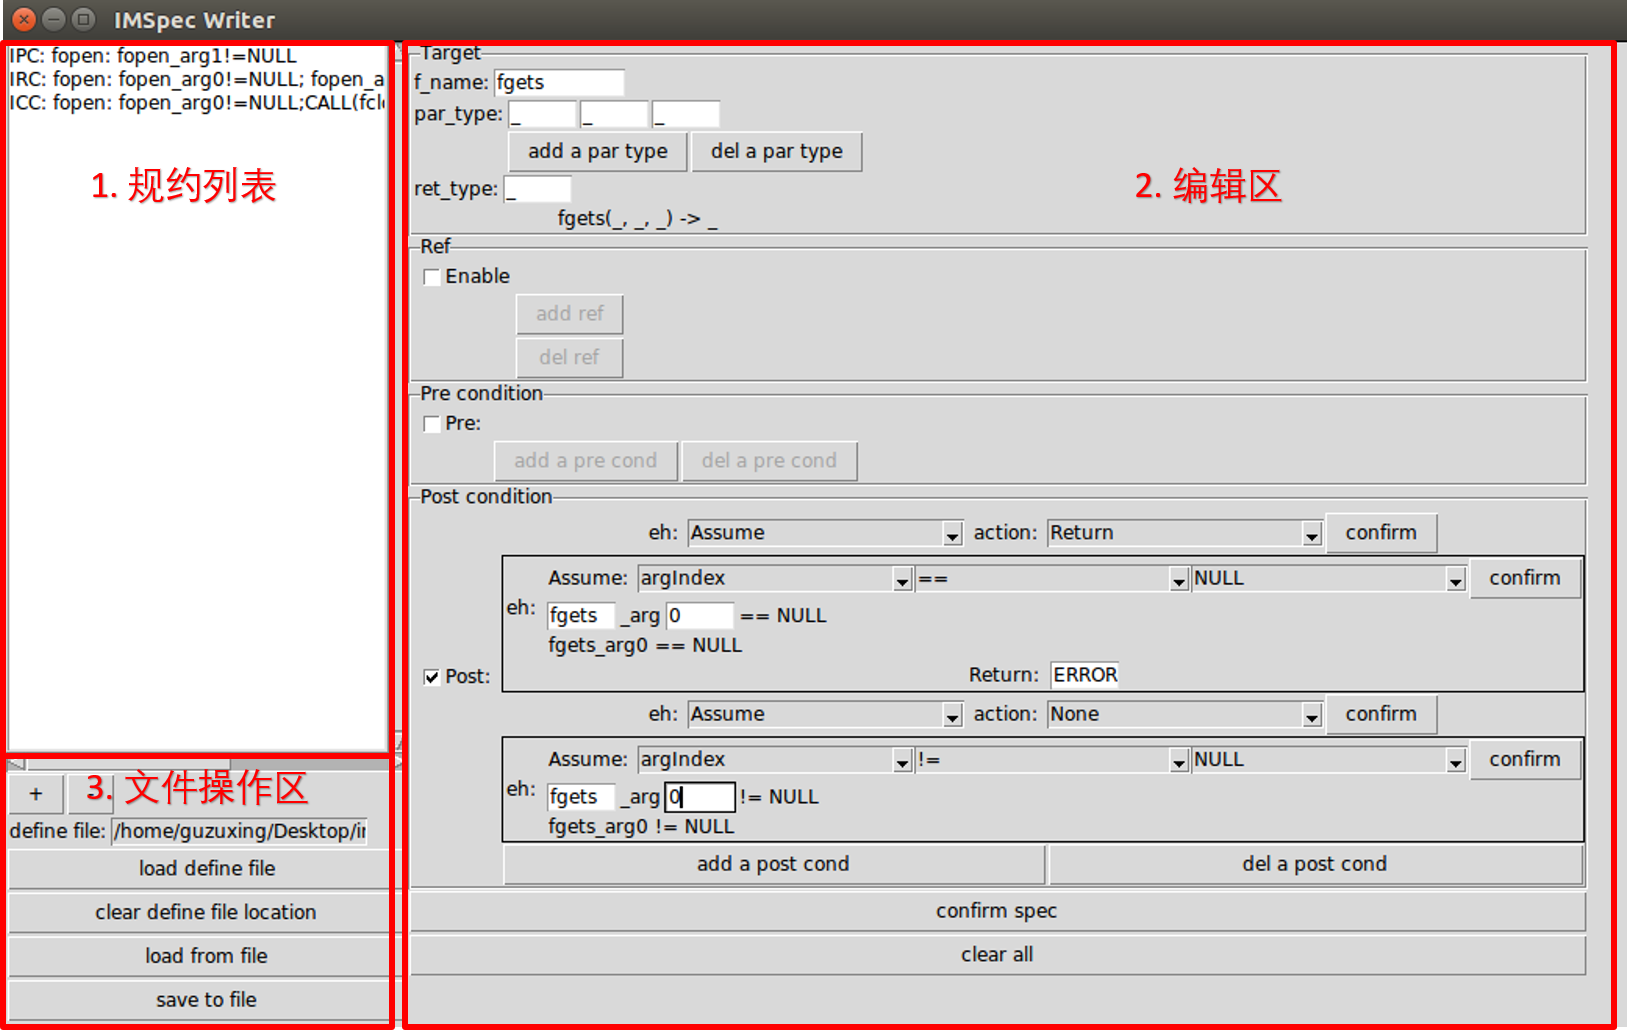 IMSpec Writer
IPC: fopen: fopen_arg1!=NULL
IRC: fopen: fopen_arg0!=NULL; fopen_a
ICC: fopen: fopen_arg0!=NULL;CALL(fcl
1. 规约列表
+
3. 文件操作区
define file: /home/guzuxing/Desktop/i
load define file
clear define file location
load from file
save to file
2. 编辑区
Target
f_name: fgets
par_type: _ _ _
add a par type del a par type
ret_type: _
fgets(_, _, _) -> _
Ref
Enable
add ref
del ref
Pre condition
Pre:
add a pre cond del a pre cond
Post condition
Post:
eh: Assume action: Return confirm
Assume: argIndex == NULL confirm
eh: fgets _arg 0 == NULL
fgets_arg0 == NULL
Return: ERROR
eh: Assume action: None confirm
Assume: argIndex != NULL confirm
eh: fgets _arg 0 != NULL
fgets_arg0 != NULL
add a post cond del a post cond
confirm spec
clear all